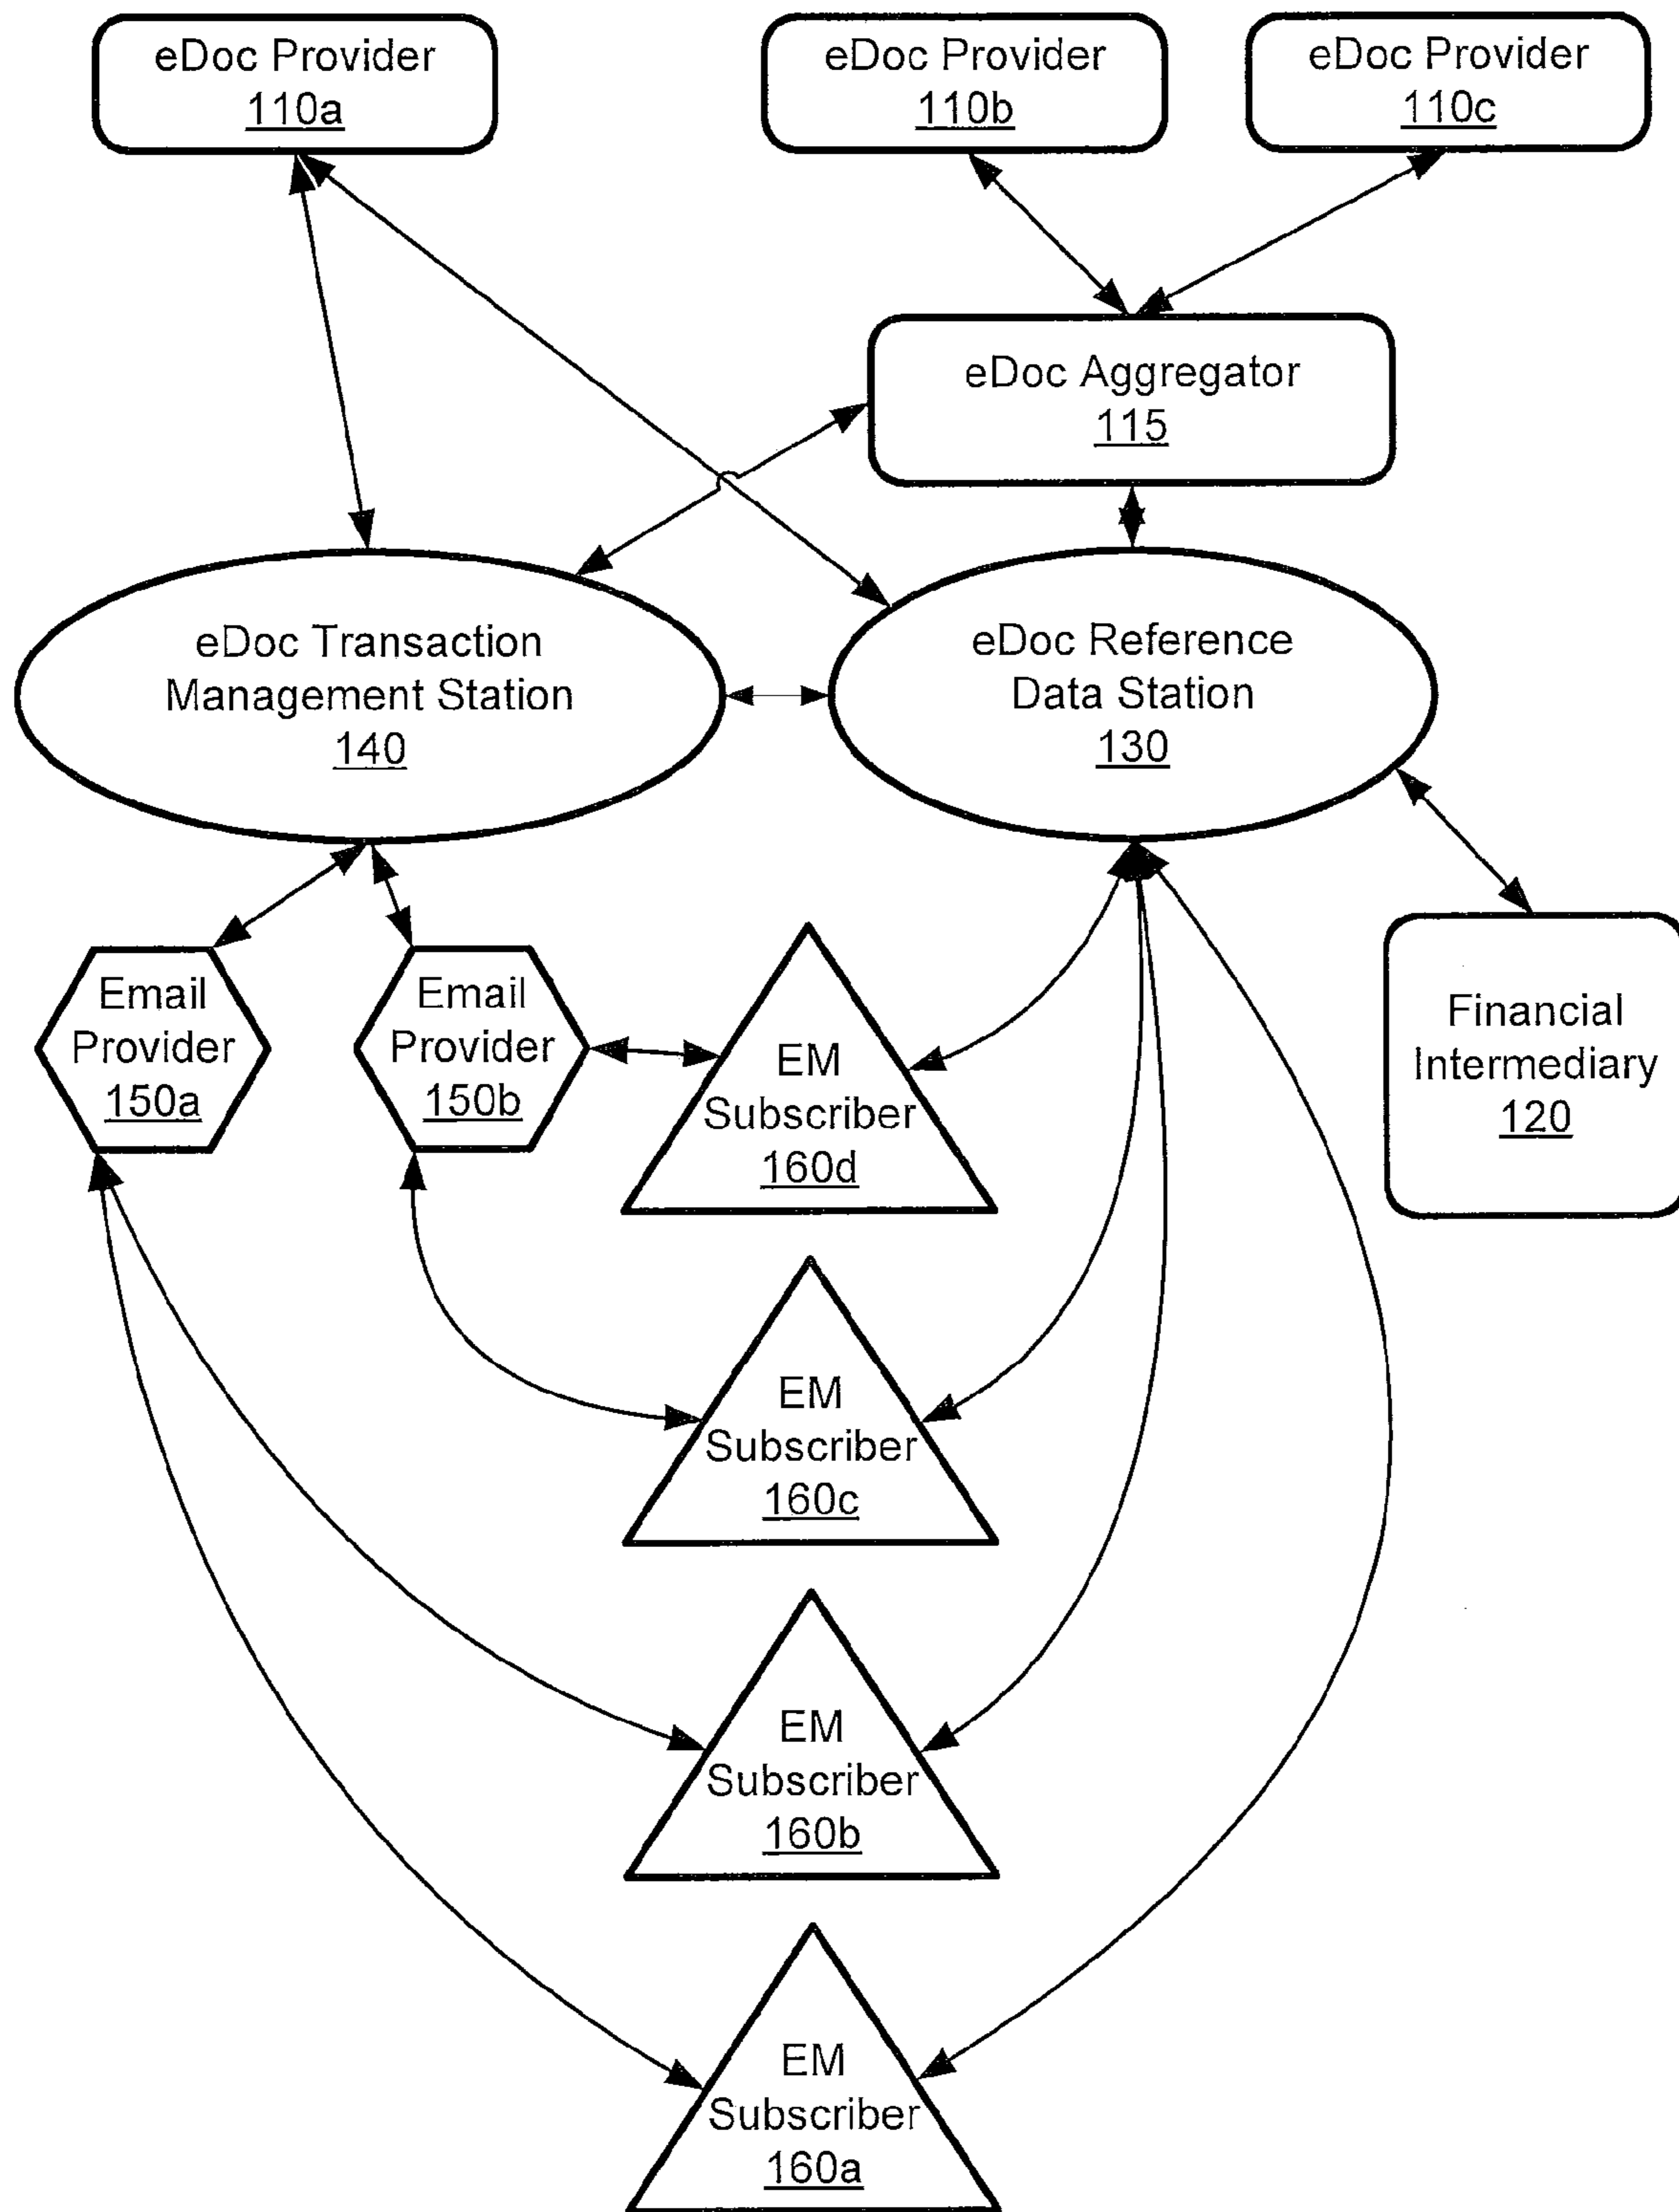 eDoc Provider
110a
eDoc Provider
110b
eDoc Provider
110c
eDoc Aggregator
115
eDoc Transaction
Management Station
140
eDoc Reference
Data Station
130
Email
Provider
150a
Email
Provider
150b
EM
Subscriber
160d
Financial
Intermediary
120
EM
Subscriber
160c
EM
Subscriber
160b
EM
Subscriber
160a